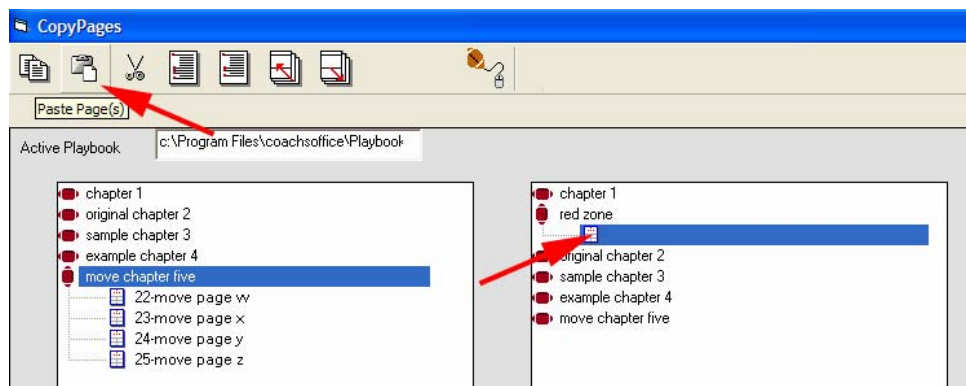 CopyPages
Paste Page(s)
Active Playbook
c:\Program Files\coachsoffice\Playbook
chapter 1
original chapter 2
sample chapter 3
example chapter 4
move chapter five
22-move page w
23-move page x
24-move page y
25-move page z
chapter 1
red zone
original chapter 2
sample chapter 3
example chapter 4
move chapter five